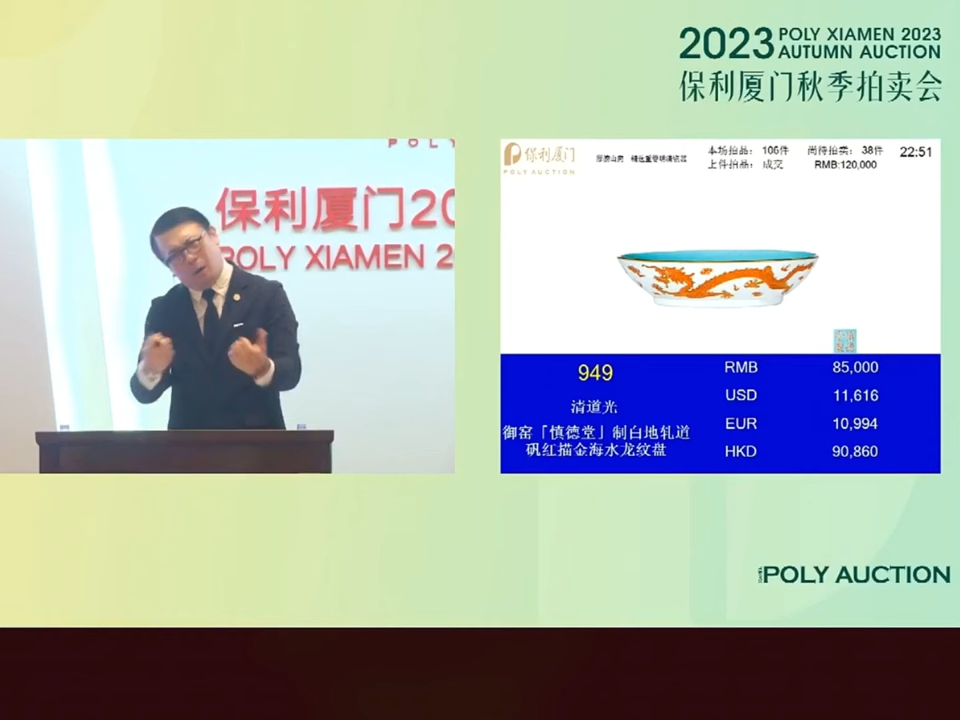 2023 POLY XIAMEN 2023
AUTUMN AUCTION
保利厦门秋季拍卖会
POLY
保利厦门20
POLY XIAMEN 2
保利厦门
POLY AUCTION
本场拍品： 106件
尚待拍卖： 38件
22:51
上件拍品： 成交
RMB:120,000
949
清道光
御窑「慎德堂」制白地轧道
矾红描金海水龙纹盘
RMB 85,000
USD 11,616
EUR 10,994
HKD 90,860
POLY AUCTION